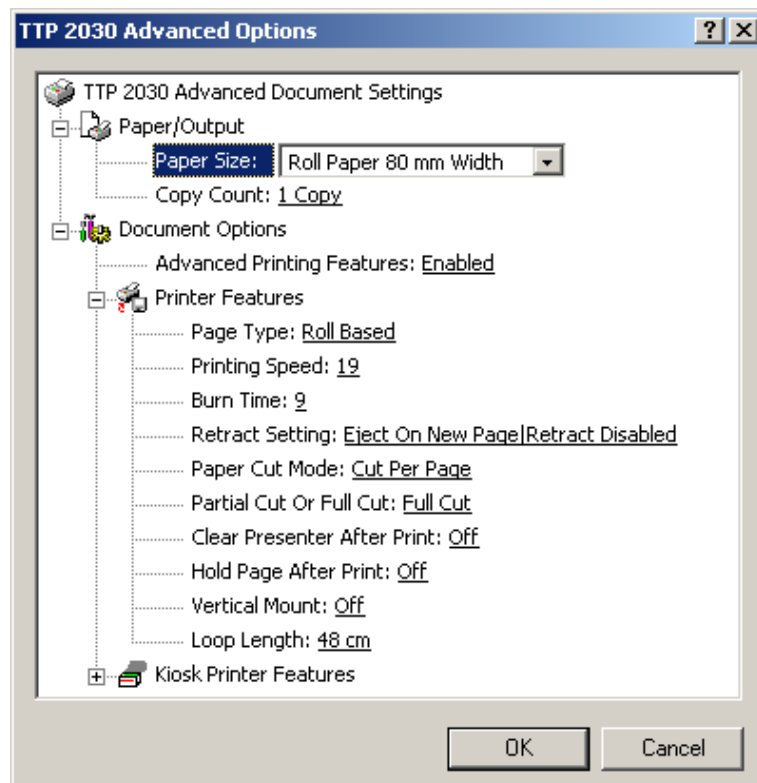 TTP 2030 Advanced Options
TTP 2030 Advanced Document Settings
Paper/Output
Paper Size: Roll Paper 80 mm Width
Copy Count: 1 Copy
Document Options
Advanced Printing Features: Enabled
Printer Features
Page Type: Roll Based
Printing Speed: 19
Burn Time: 9
Retract Setting: Eject On New Page|Retract Disabled
Paper Cut Mode: Cut Per Page
Partial Cut Or Full Cut: Full Cut
Clear Presenter After Print: Off
Hold Page After Print: Off
Vertical Mount: Off
Loop Length: 48 cm
Kiosk Printer Features
OK Cancel